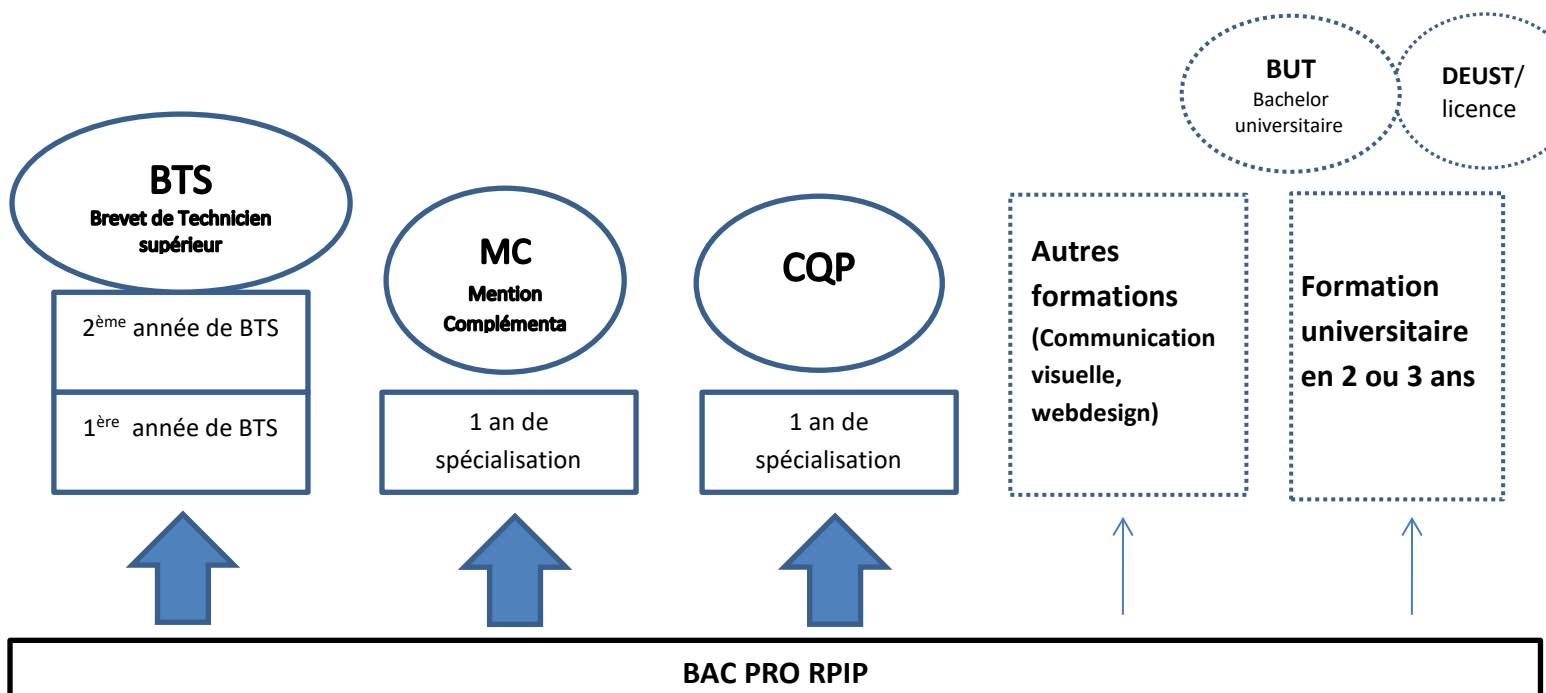 BTS
Brevet de Technicien
supérieur
2ème année de BTS
1ère année de BTS
MC
Mention
Complémenta
1 an de
spécialisation
CQP
1 an de
spécialisation
Autres
formations
(Communication
visuelle,
webdesign)
BUT
Bachelor
universitaire
DEUST/
licence
Formation
universitaire
en 2 ou 3 ans
BAC PRO RPIP